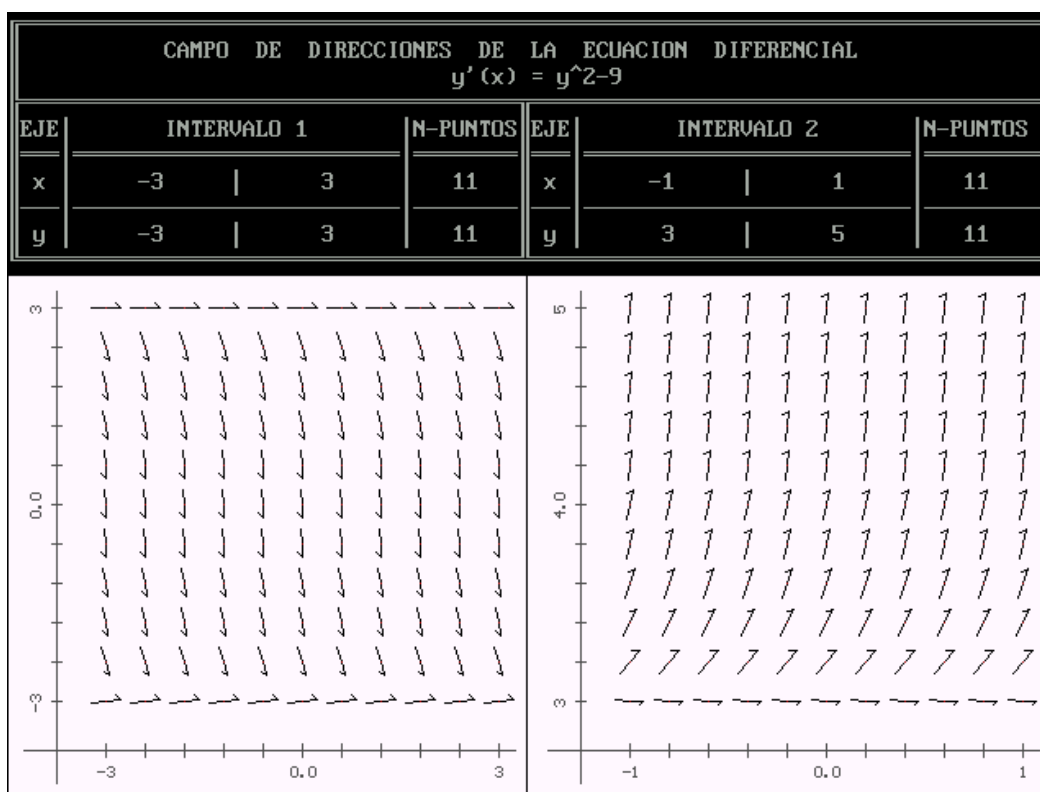 CAMPO DE DIRECCIONES DE LA ECUACION DIFERENCIAL
y'(x) = y^2-9
EJE INTERVALO 1 N-PUNTOS EJE INTERVALO 2 N-PUNTOS
x -3 | 3 11 x -1 | 1 11
y -3 | 3 11 y 3 | 5 11
3
0.0
-3
-3 0.0 3
5
4.0
3
-1 0.0 1